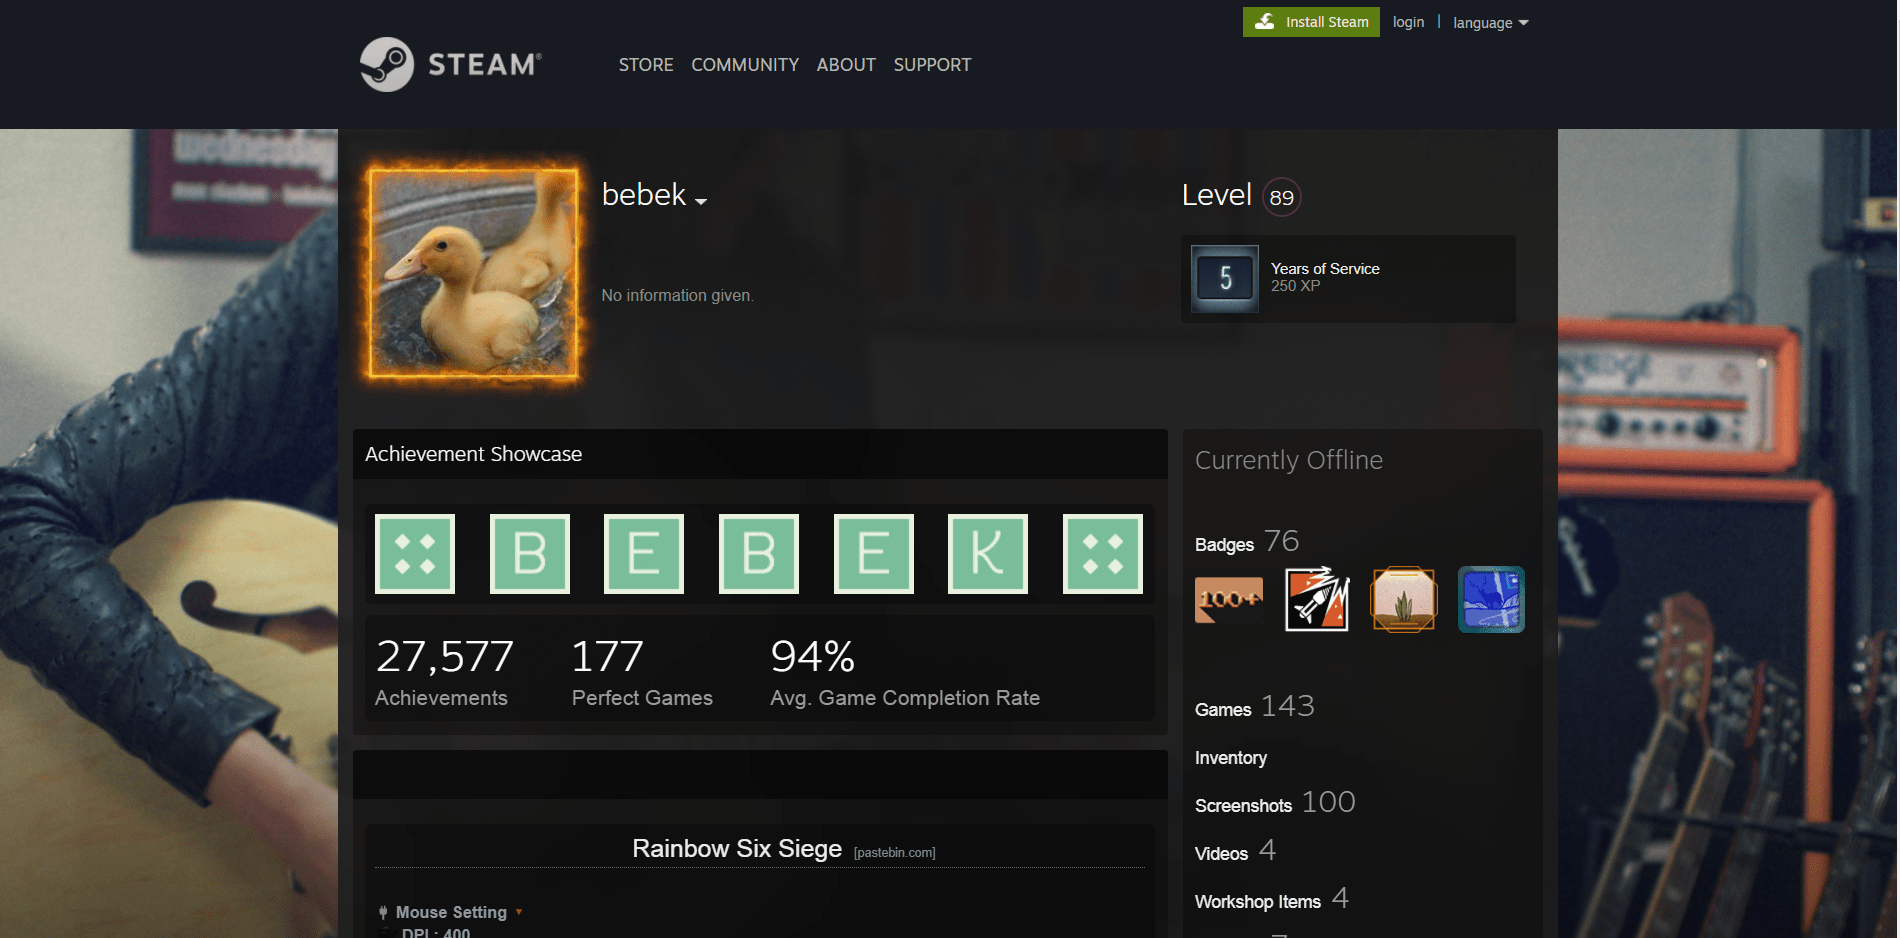 Install Steam
login | language
STEAM®
STORE COMMUNITY ABOUT SUPPORT
Wednesday
bebek
Level 89
5
Years of Service
250 XP
No information given.
Achievement Showcase
B E B E K
27,577 177 94%
Achievements Perfect Games Avg. Game Completion Rate
Rainbow Six Siege [pastebin.com]
Mouse Setting
DPI: 400
Currently Offline
Badges 76
100+
Games 143
Inventory
Screenshots 100
Videos 4
Workshop Items 4